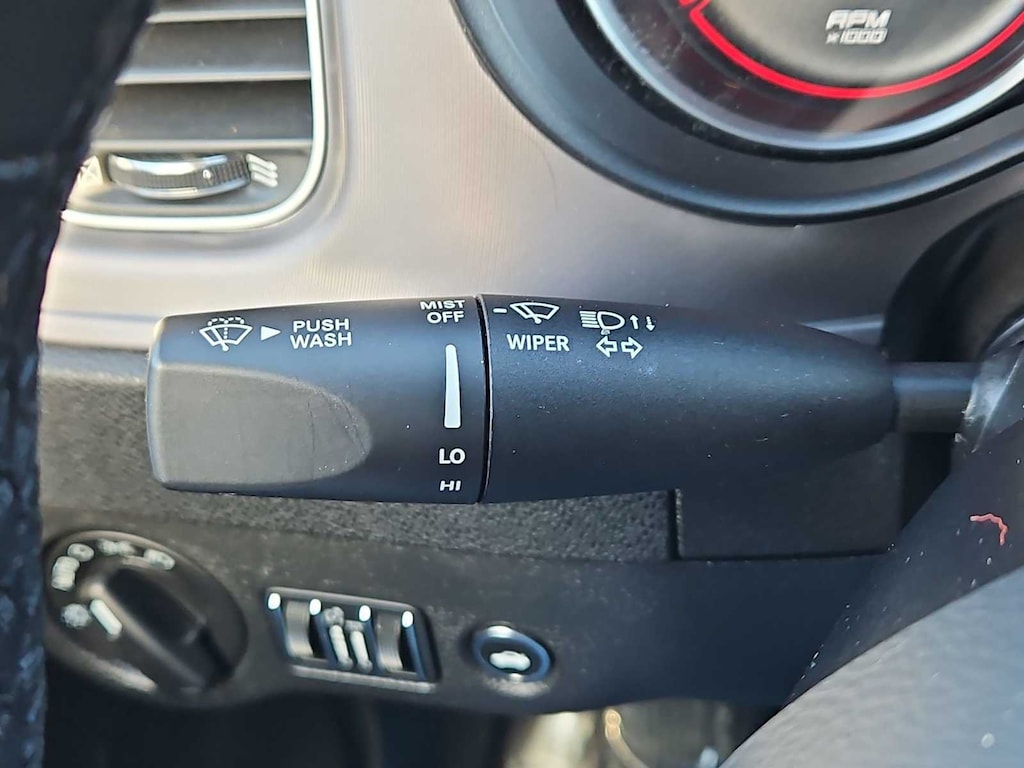 RPM
x1000
MIST
OFF
PUSH
WASH
WIPER
LO
HI